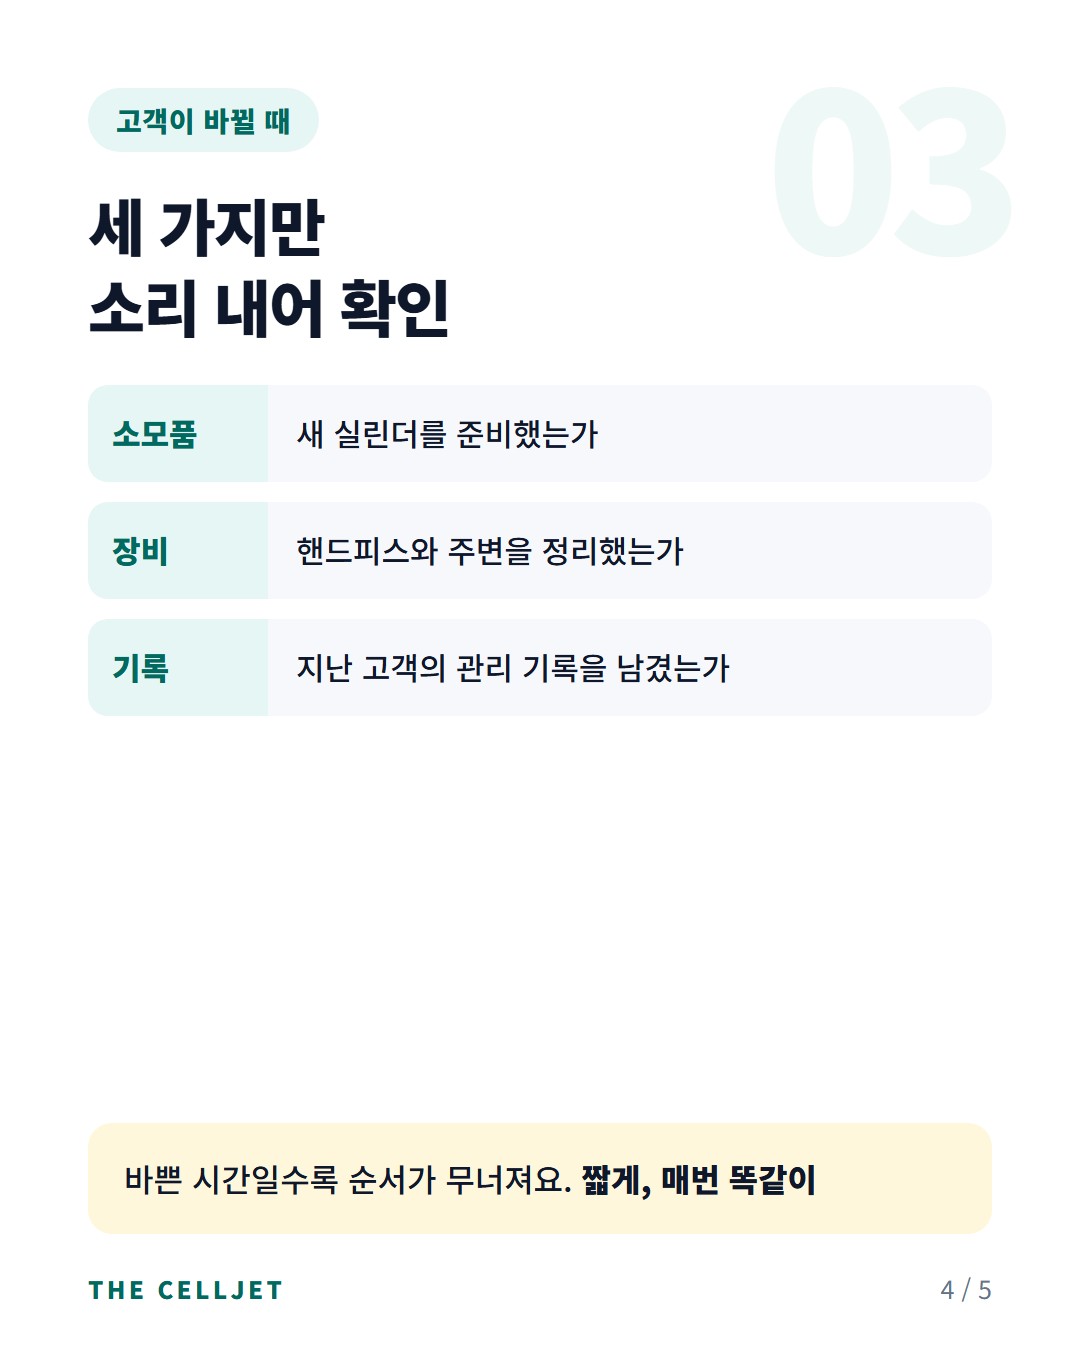 고객이 바뀔 때
03
세 가지만
소리 내어 확인
소모품 새 실린더를 준비했는가
장비 핸드피스와 주변을 정리했는가
기록 지난 고객의 관리 기록을 남겼는가
바쁜 시간일수록 순서가 무너져요. 짧게, 매번 똑같이
THE CELLJET 4 / 5